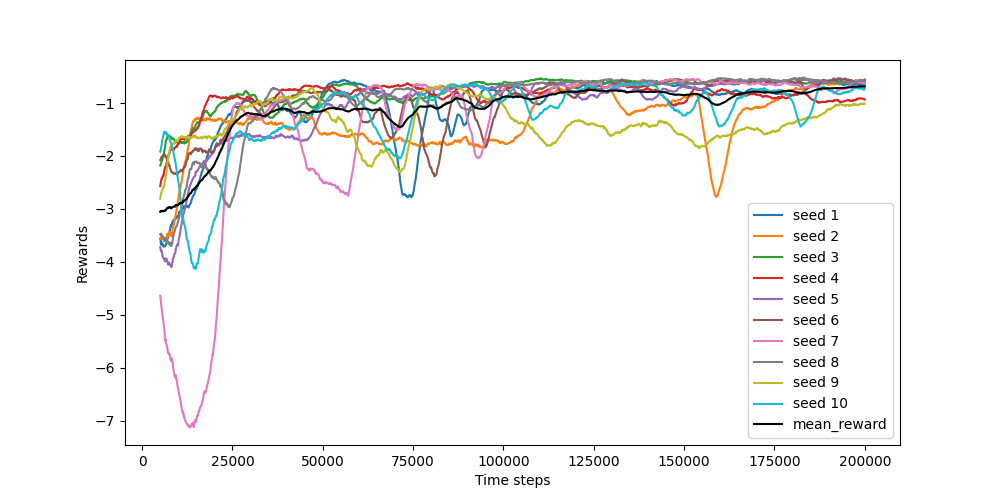 −1
−2
−3
−4
−5
−6
−7
Rewards
0
25000
50000
75000
100000
125000
150000
175000
200000
Time steps
seed 1
seed 2
seed 3
seed 4
seed 5
seed 6
seed 7
seed 8
seed 9
seed 10
mean_reward